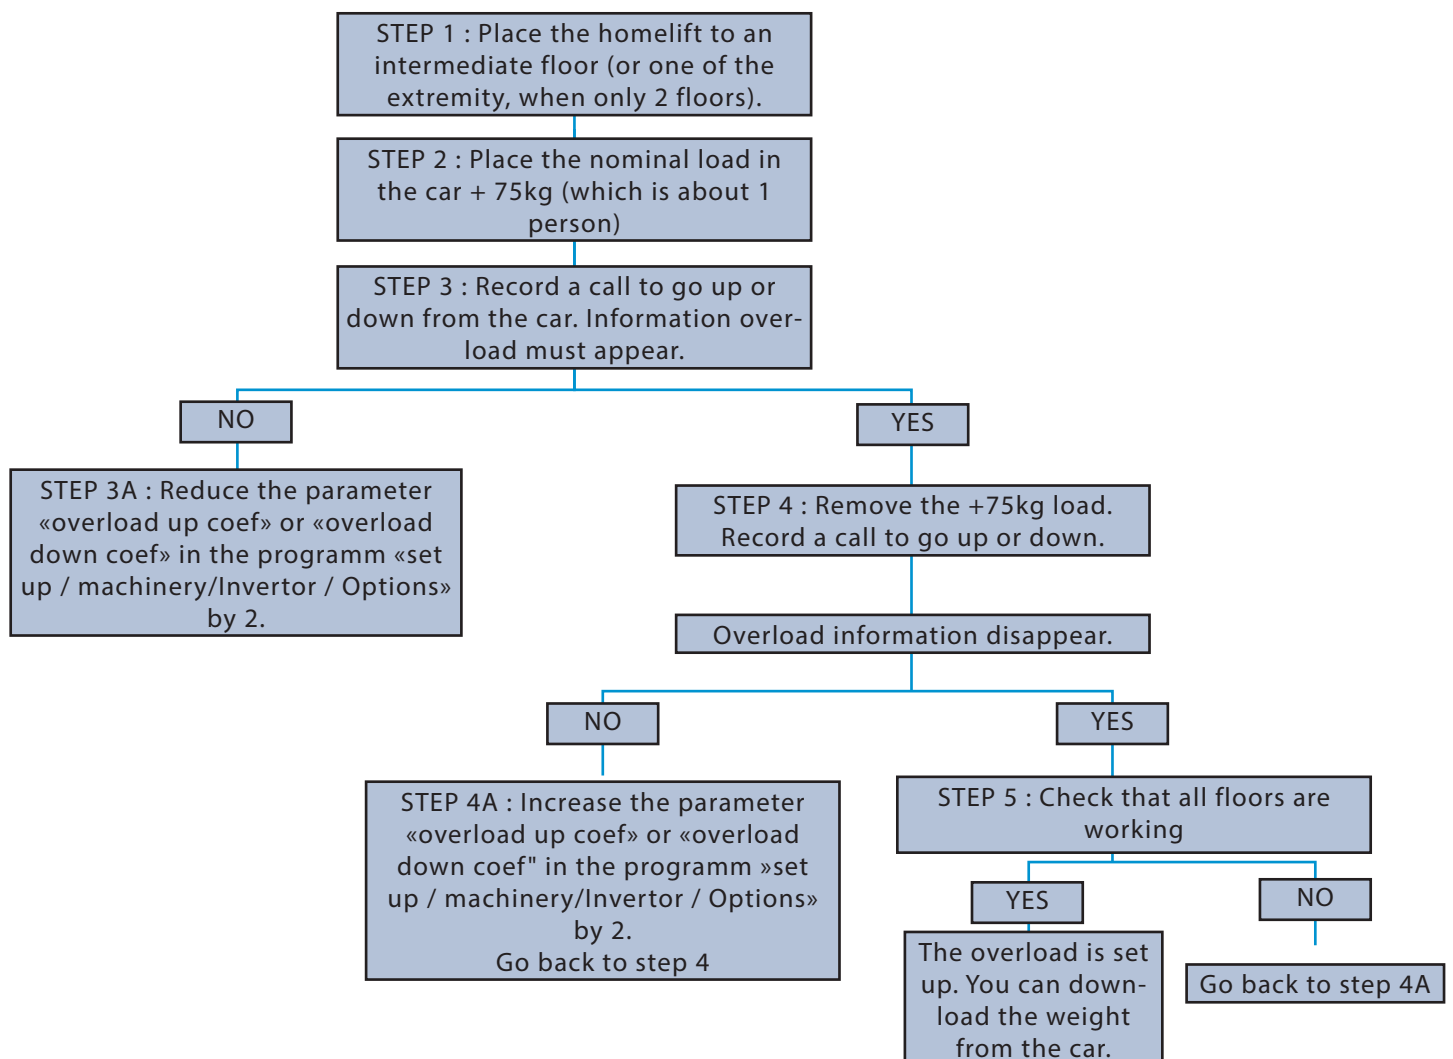 STEP 1 : Place the homelift to an
intermediate floor (or one of the
extremity, when only 2 floors).
STEP 2 : Place the nominal load in
the car + 75kg (which is about 1
person)
STEP 3 : Record a call to go up or
down from the car. Information over-
load must appear.
NO
YES
STEP 3A : Reduce the parameter
«overload up coef» or «overload
down coef» in the programm «set
up / machinery/Invertor / Options»
by 2.
STEP 4 : Remove the +75kg load.
Record a call to go up or down.
Overload information disappear.
NO
YES
STEP 4A : Increase the parameter
«overload up coef» or «overload
down coef" in the programm »set
up / machinery/Invertor / Options»
by 2.
Go back to step 4
STEP 5 : Check that all floors are
working
YES
NO
The overload is set
up. You can down-
load the weight
from the car.
Go back to step 4A